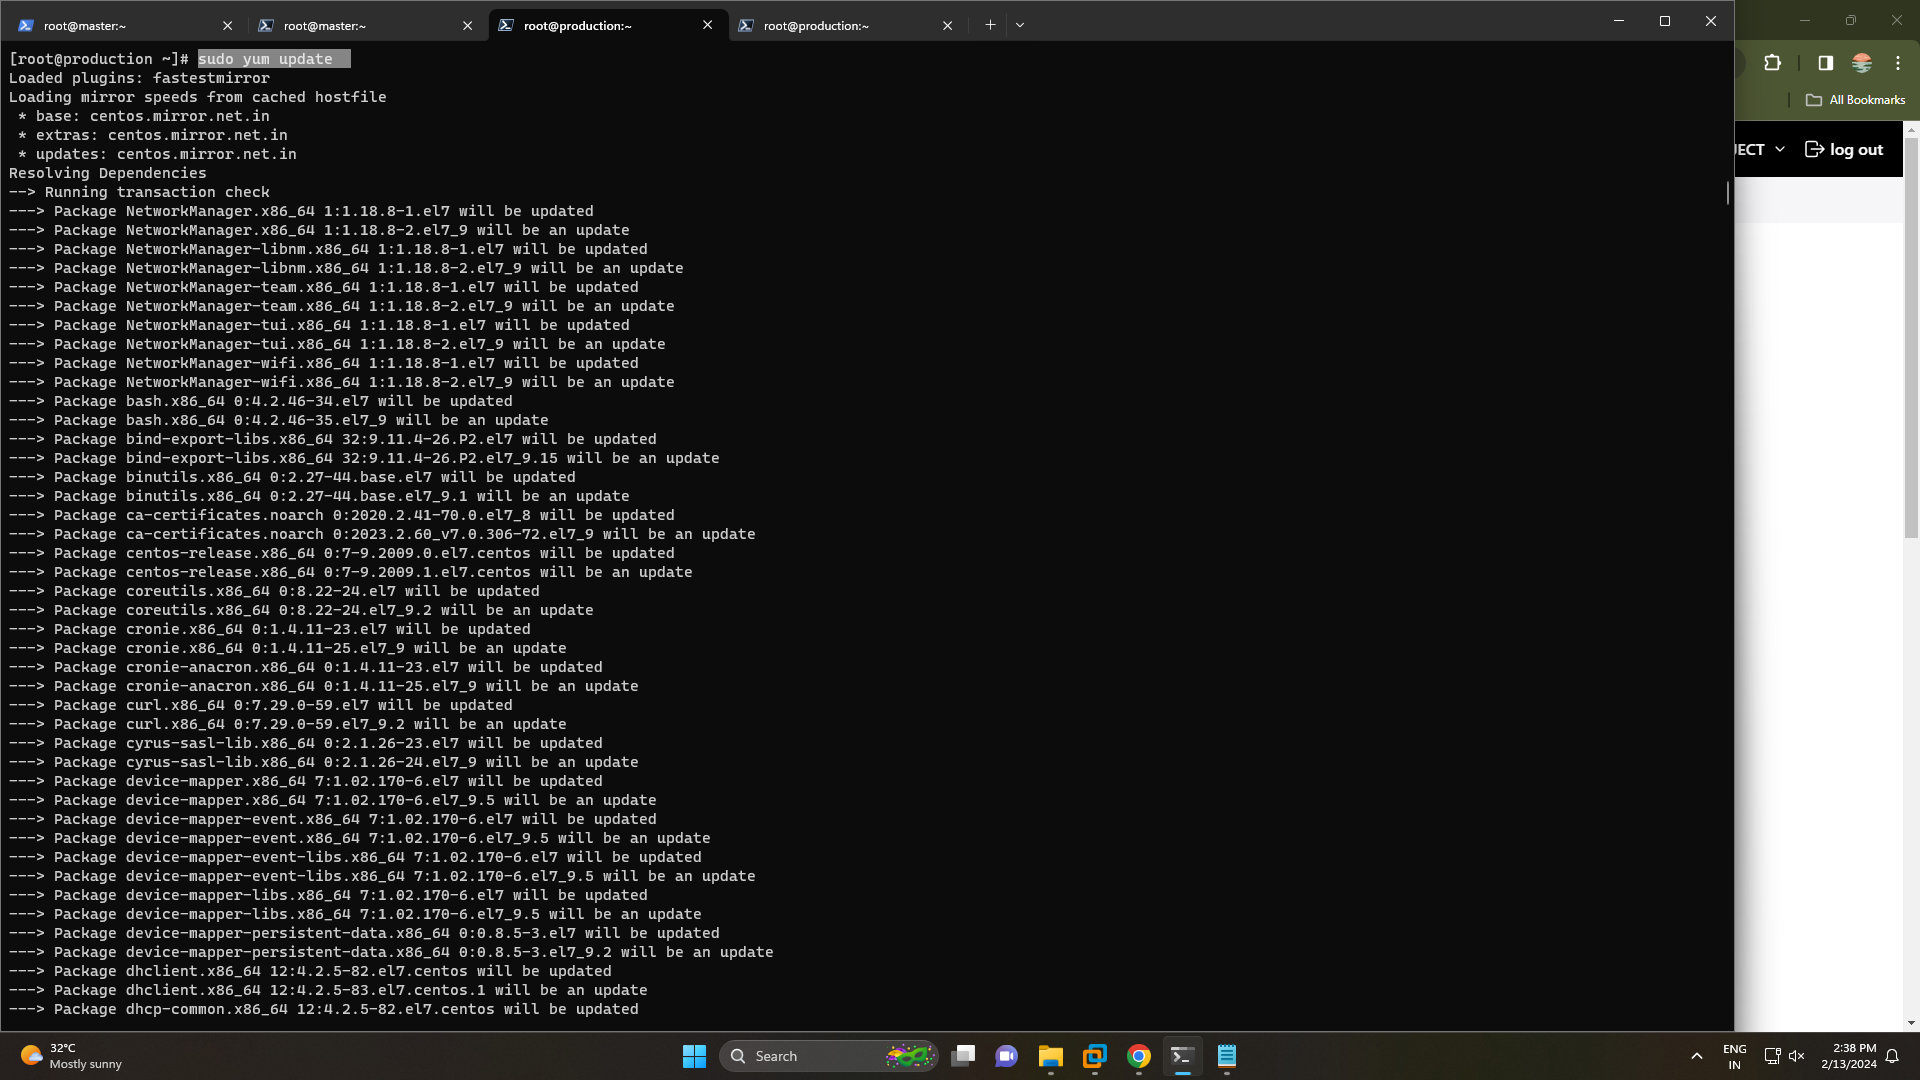 root@master:~
root@master:~
root@production:~
root@production:~
[root@production ~]# sudo yum update
Loaded plugins: fastestmirror
Loading mirror speeds from cached hostfile
* base: centos.mirror.net.in
* extras: centos.mirror.net.in
* updates: centos.mirror.net.in
Resolving Dependencies
--> Running transaction check
---> Package NetworkManager.x86_64 1:1.18.8-1.el7 will be updated
---> Package NetworkManager.x86_64 1:1.18.8-2.el7_9 will be an update
---> Package NetworkManager-libnm.x86_64 1:1.18.8-1.el7 will be updated
---> Package NetworkManager-libnm.x86_64 1:1.18.8-2.el7_9 will be an update
---> Package NetworkManager-team.x86_64 1:1.18.8-1.el7 will be updated
---> Package NetworkManager-team.x86_64 1:1.18.8-2.el7_9 will be an update
---> Package NetworkManager-tui.x86_64 1:1.18.8-1.el7 will be updated
---> Package NetworkManager-tui.x86_64 1:1.18.8-2.el7_9 will be an update
---> Package NetworkManager-wifi.x86_64 1:1.18.8-1.el7 will be updated
---> Package NetworkManager-wifi.x86_64 1:1.18.8-2.el7_9 will be an update
---> Package bash.x86_64 0:4.2.46-34.el7 will be updated
---> Package bash.x86_64 0:4.2.46-35.el7_9 will be an update
---> Package bind-export-libs.x86_64 32:9.11.4-26.P2.el7 will be updated
---> Package bind-export-libs.x86_64 32:9.11.4-26.P2.el7_9.15 will be an update
---> Package binutils.x86_64 0:2.27-44.base.el7 will be updated
---> Package binutils.x86_64 0:2.27-44.base.el7_9.1 will be an update
---> Package ca-certificates.noarch 0:2020.2.41-70.0.el7_8 will be updated
---> Package ca-certificates.noarch 0:2023.2.60_v7.0.306-72.el7_9 will be an update
---> Package centos-release.x86_64 0:7-9.2009.0.el7.centos will be updated
---> Package centos-release.x86_64 0:7-9.2009.1.el7.centos will be an update
---> Package coreutils.x86_64 0:8.22-24.el7 will be updated
---> Package coreutils.x86_64 0:8.22-24.el7_9.2 will be an update
---> Package cronie.x86_64 0:1.4.11-23.el7 will be updated
---> Package cronie.x86_64 0:1.4.11-25.el7_9 will be an update
---> Package cronie-anacron.x86_64 0:1.4.11-23.el7 will be updated
---> Package cronie-anacron.x86_64 0:1.4.11-25.el7_9 will be an update
---> Package curl.x86_64 0:7.29.0-59.el7 will be updated
---> Package curl.x86_64 0:7.29.0-59.el7_9.2 will be an update
---> Package cyrus-sasl-lib.x86_64 0:2.1.26-23.el7 will be updated
---> Package cyrus-sasl-lib.x86_64 0:2.1.26-24.el7_9 will be an update
---> Package device-mapper.x86_64 7:1.02.170-6.el7 will be updated
---> Package device-mapper.x86_64 7:1.02.170-6.el7_9.5 will be an update
---> Package device-mapper-event.x86_64 7:1.02.170-6.el7 will be updated
---> Package device-mapper-event.x86_64 7:1.02.170-6.el7_9.5 will be an update
---> Package device-mapper-event-libs.x86_64 7:1.02.170-6.el7 will be updated
---> Package device-mapper-event-libs.x86_64 7:1.02.170-6.el7_9.5 will be an update
---> Package device-mapper-libs.x86_64 7:1.02.170-6.el7 will be updated
---> Package device-mapper-libs.x86_64 7:1.02.170-6.el7_9.5 will be an update
---> Package device-mapper-persistent-data.x86_64 0:0.8.5-3.el7 will be updated
---> Package device-mapper-persistent-data.x86_64 0:0.8.5-3.el7_9.2 will be an update
---> Package dhclient.x86_64 12:4.2.5-82.el7.centos will be updated
---> Package dhclient.x86_64 12:4.2.5-83.el7.centos.1 will be an update
---> Package dhcp-common.x86_64 12:4.2.5-82.el7.centos will be updated
All Bookmarks
JECT
log out
32°C
Mostly sunny
Search
ENG
IN
2:38 PM
2/13/2024